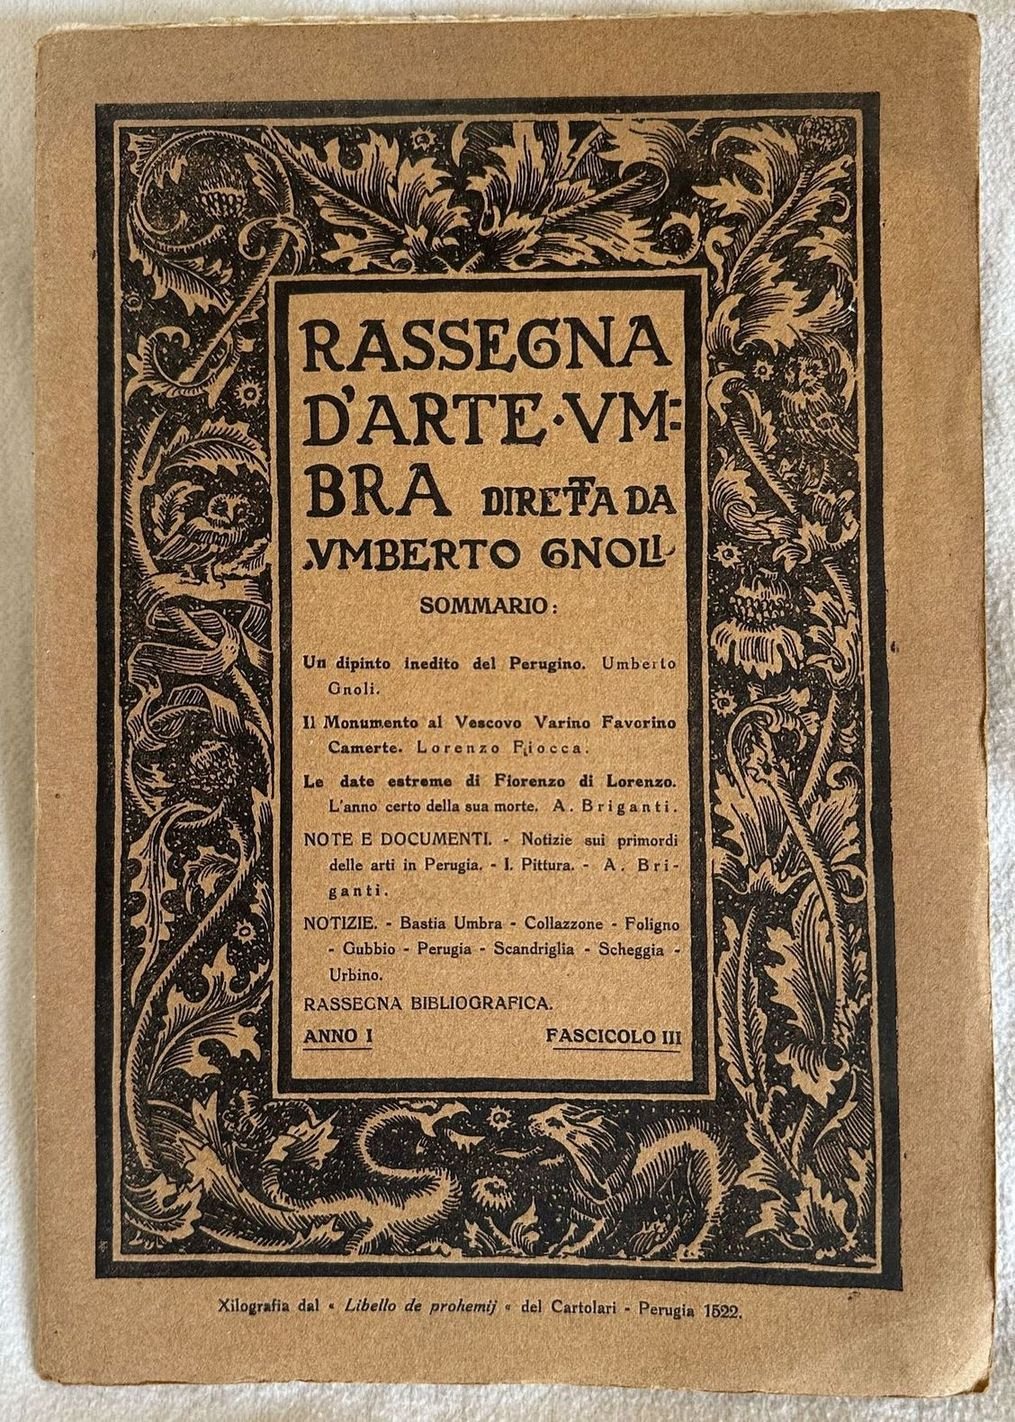 RASSEGNA
D'ARTE·VM=
BRA DIRETTA DA
VMBERTO GNOLI
SOMMARIO:
Un dipinto inedito del Perugino. Umberto
Gnoli.
Il Monumento al Vescovo Varino Favorino
Camerte. Lorenzo Fiocca.
Le date estreme di Fiorenzo di Lorenzo.
L'anno certo della sua morte. A. Briganti.
NOTE E DOCUMENTI. - Notizie sui primordi
delle arti in Perugia. - I. Pittura. - A. Bri-
ganti.
NOTIZIE. - Bastia Umbra - Collazzone - Foligno
- Gubbio - Perugia - Scandriglia - Scheggia -
Urbino.
RASSEGNA BIBLIOGRAFICA.
ANNO I FASCICOLO III
Xilografia dal « Libello de prohemij « del Cartolari - Perugia 1522.